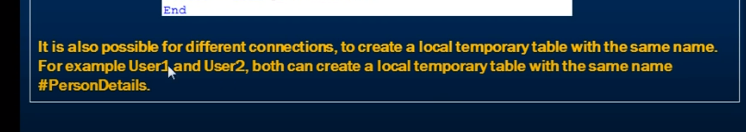 End
It is also possible for different connections, to create a local temporary table with the same name.
For example User1 and User2, both can create a local temporary table with the same name
#PersonDetails.